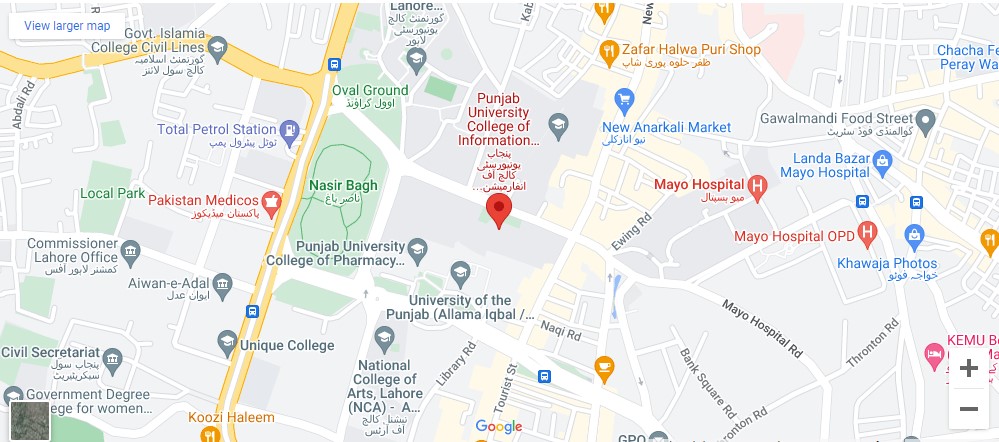 View larger map
Govt. Islamia
College Civil Lines
گورنمنٹ اسلامیہ
کالج سول لائنز
Abdali Rd
Lahore...
گورنمنٹ کالج
یونیورسٹی
لاہور
Oval Ground
اوول گراؤنڈ
Total Petrol Station
ٹوٹل پیٹرول پمپ
Punjab
University
College of
Information...
پنجاب
یونیورسٹی
کالج آف
انفارمیشن...
Zafar Halwa Puri Shop
ظفر حلوہ پوری شاپ
New Anarkali Market
نیو انارکلی
Chacha Fe
Peray Wa
Gawalmandi Food Street
گوالمنڈی فوڈ سٹریٹ
Landa Bazar
Mayo Hospital
Mayo Hospital
میو ہسپتال
Mayo Hospital OPD
Khawaja Photos
خواجہ فوٹو
Nasir Bagh
ناصر باغ
Local Park
Pakistan Medicos
پاکستان میڈیکوز
Commissioner
Lahore Office
کمشنر لاہور آفس
Aiwan-e-Adal
ایوان عدل
Punjab University
College of Pharmacy...
University of the
Punjab (Allama Iqbal /...
Ewing Rd
Naqi Rd
Mayo Hospital Rd
Thronton Rd
Bank Square Rd
Thronton Rd
Library Rd
Tourist St
Unique College
National
College of
Arts, Lahore
(NCA) - A...
نیشنل کالج
آف آرٹس
Civil Secretariat
پنجاب سول
سیکریٹیریٹ
Government Degree
ege for women...
Koozi Haleem
KEMU B
Google
GPO